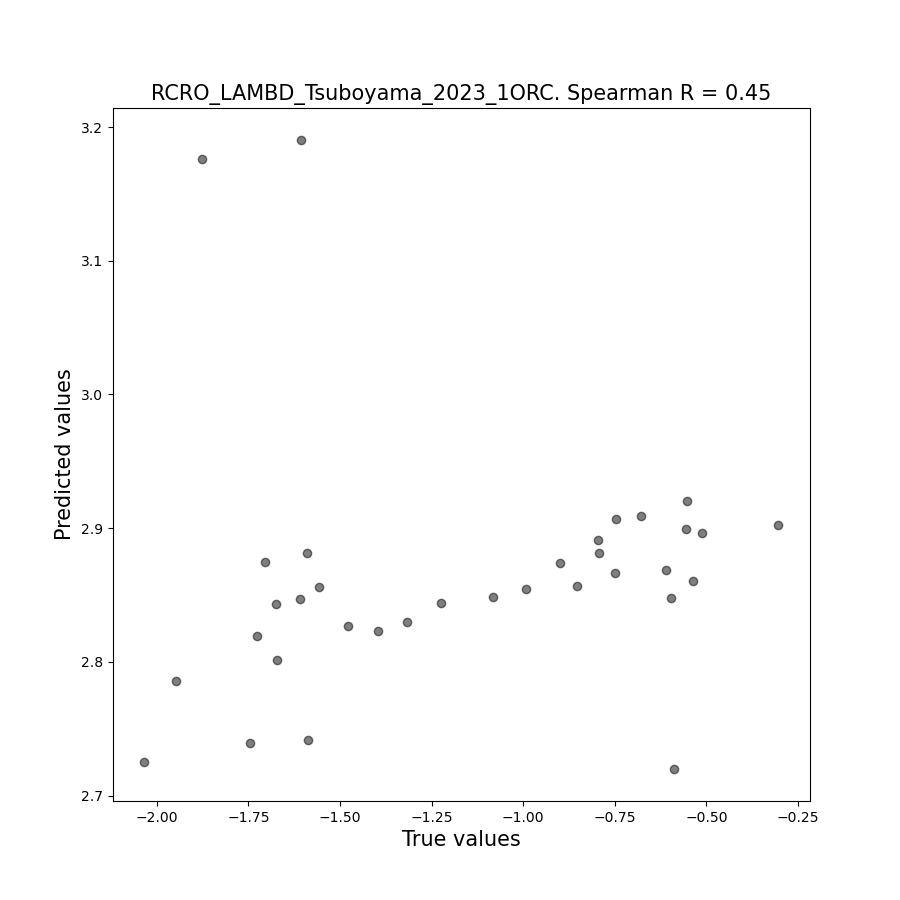 RCRO_LAMBD_Tsuboyama_2023_1ORC. Spearman R = 0.45
3.2
3.1
3.0
2.9
2.8
2.7
Predicted values
−2.00 −1.75 −1.50 −1.25 −1.00 −0.75 −0.50 −0.25
True values